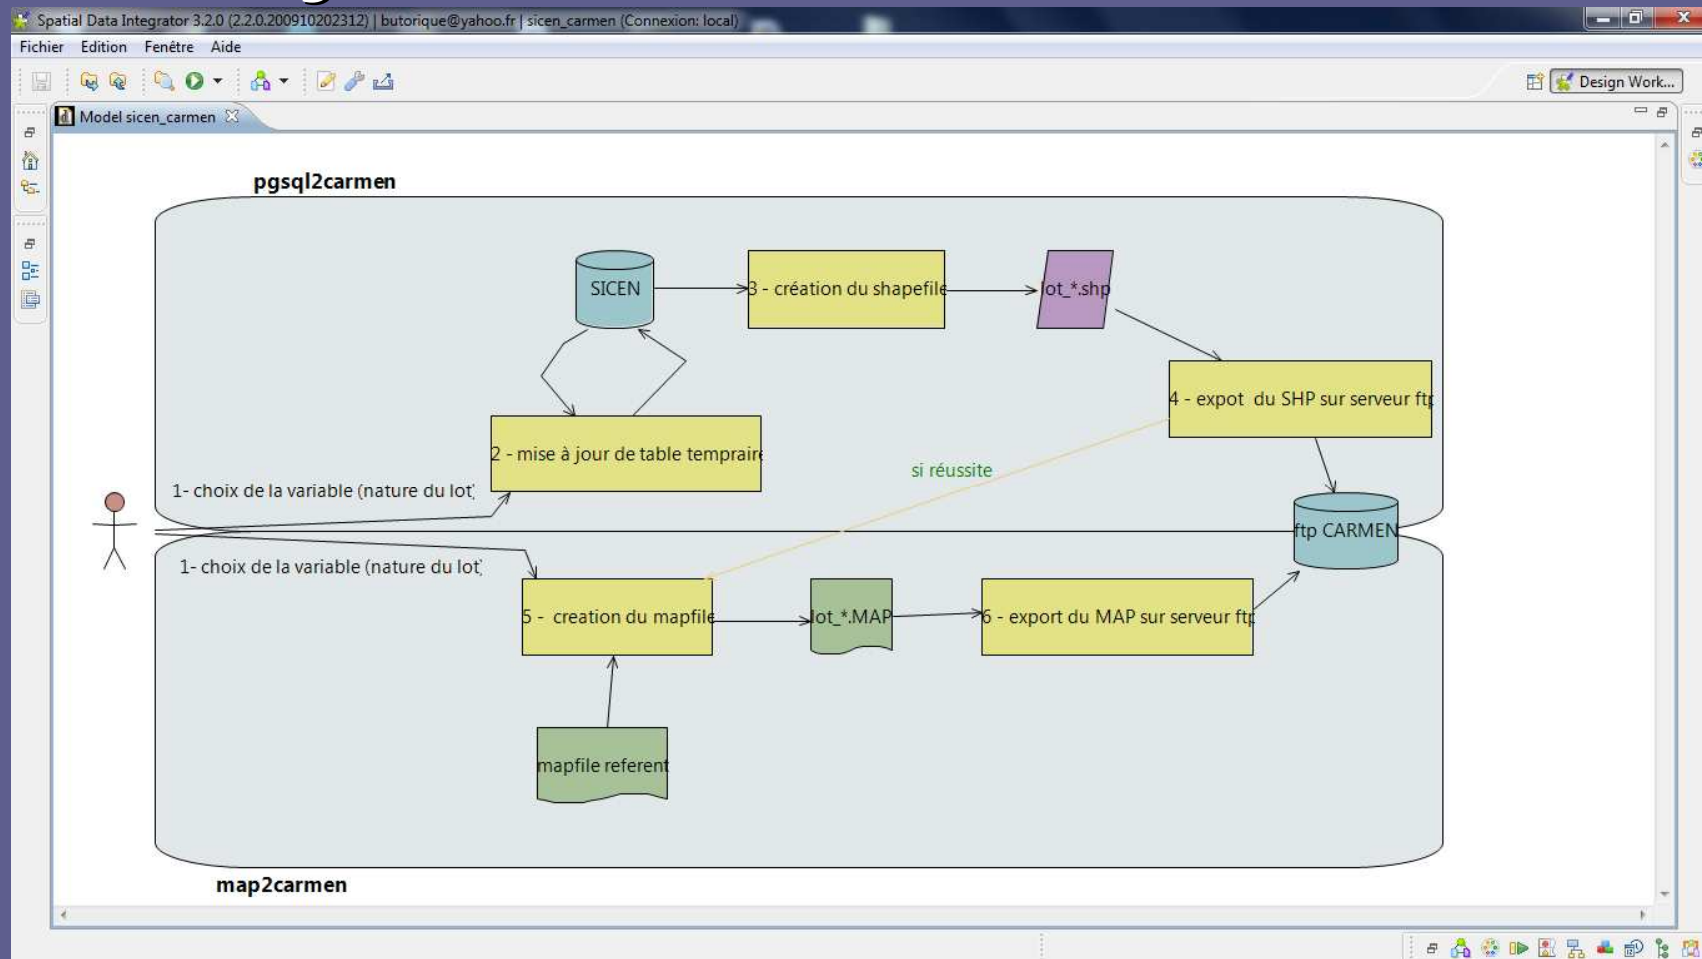 Spatial Data Integrator 3.2.0 (2.2.0.200910202312) | butorique@yahoo.fr | sicen_carmen (Connexion: local)
Fichier Edition Fenêtre Aide
Design Work...
Model sicen_carmen
pgsql2carmen
SICEN
3 - création du shapefile
lot_*.shp
4 - expot du SHP sur serveur ftp
2 - mise à jour de table tempraire
si réussite
1- choix de la variable (nature du lot)
ftp CARMEN
1- choix de la variable (nature du lot)
5 - creation du mapfile
lot_*.MAP
6 - export du MAP sur serveur ftp
mapfile referent
map2carmen